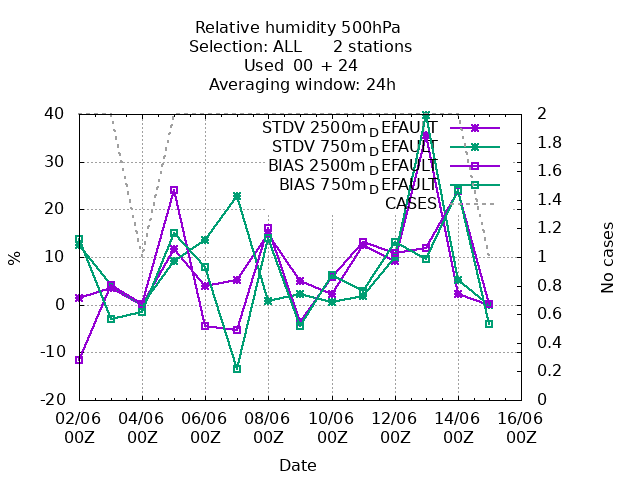 Relative humidity 500hPa
Selection: ALL 2 stations
Used 00 + 24
Averaging window: 24h
STDV 2500m_DEFAULT
STDV 750m_DEFAULT
BIAS 2500m_DEFAULT
BIAS 750m_DEFAULT
CASES
40
30
20
10
0
-10
-20
%
2
1.8
1.6
1.4
1.2
1
0.8
0.6
0.4
0.2
0
No cases
02/06 04/06 06/06 08/06 10/06 12/06 14/06 16/06
00Z 00Z 00Z 00Z 00Z 00Z 00Z 00Z
Date